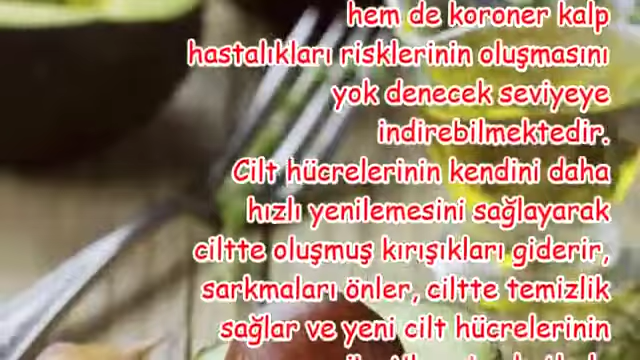 hem de koroner kalp
hastalıkları risklerinin oluşmasını
yok denecek seviyeye
indirebilmektedir.
Cilt hücrelerinin kendini daha
hızlı yenilemesini sağlayarak
ciltte oluşmuş kırışıkları giderir,
sarkmaları önler, ciltte temizlik
sağlar ve yeni cilt hücrelerinin